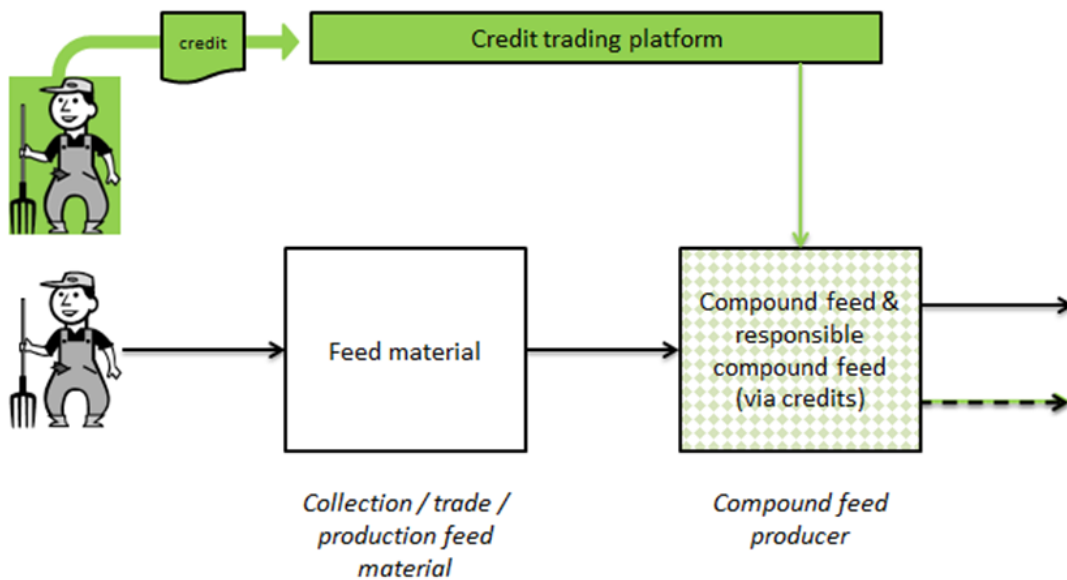 credit
Credit trading platform
Feed material
Compound feed &
responsible
compound feed
(via credits)
Collection / trade /
production feed
material
Compound feed
producer